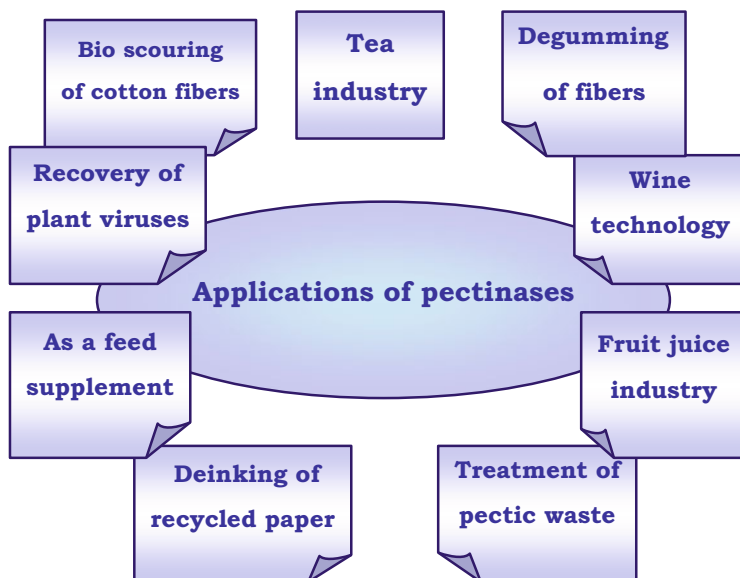 Bio scouring
of cotton fibers
Tea
industry
Degumming
of fibers
Recovery of
plant viruses
Wine
technology
Applications of pectinases
As a feed
supplement
Fruit juice
industry
Deinking of
recycled paper
Treatment of
pectic waste